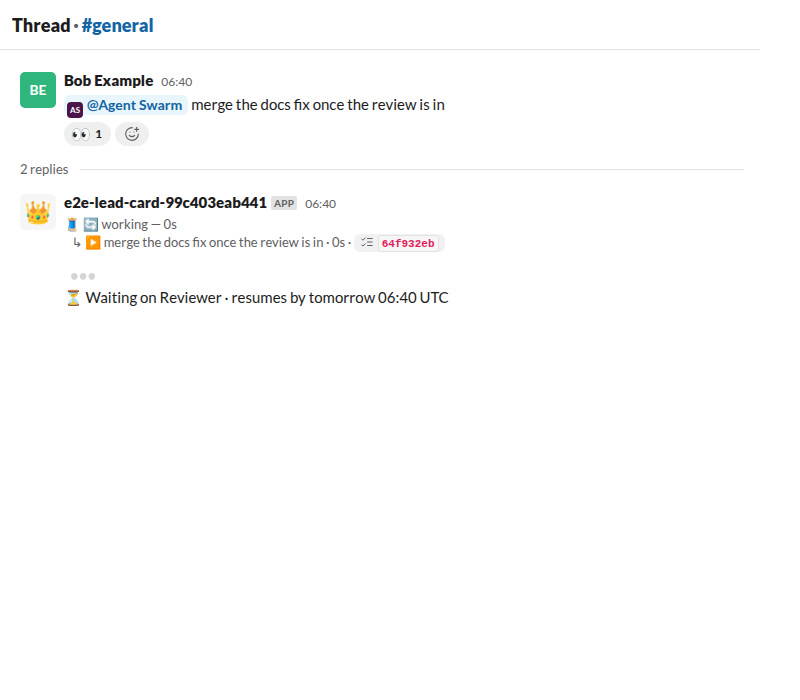 Thread · #general
BE
Bob Example 06:40
AS @Agent Swarm merge the docs fix once the review is in
👀 1
2 replies
e2e-lead-card-99c403eab441 APP 06:40
🧵 🔄 working — 0s
↳ ▶️ merge the docs fix once the review is in · 0s · 64f932eb
⏳ Waiting on Reviewer · resumes by tomorrow 06:40 UTC